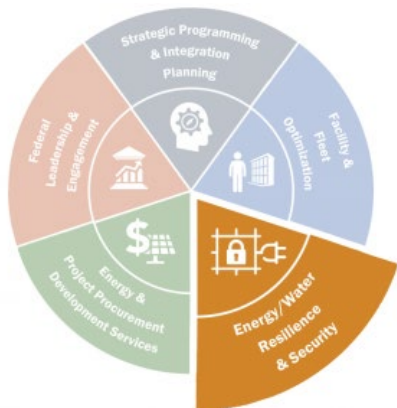 Strategic Programming
& Integration
Planning
Facility &
Fleet
Optimization
Energy/Water
Resilience
& Security
Energy &
Project Procurement
Development Services
Federal
Leadership &
Engagement
$